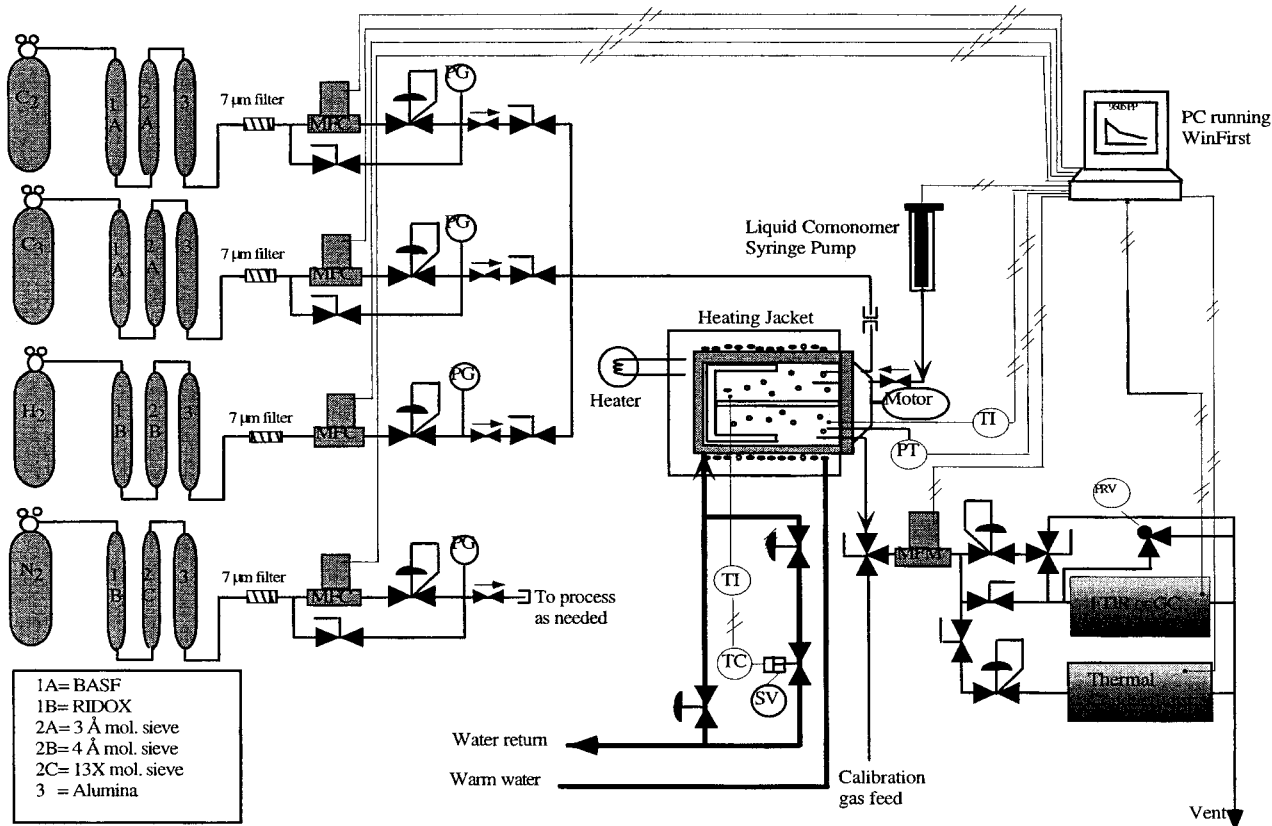 C2
1 A
2 A
3
7 µm filter
MFC
PG
9605PP
PC running
WinFirst
C3
1 A
2 A
3
7 µm filter
MFC
PG
Liquid Comonomer
Syringe Pump
H2
1 B
2 B
3
7 µm filter
MFC
PG
Heating Jacket
Heater
Motor
TI
PT
N2
1 B
2 C
3
7 µm filter
MFC
PG
To process
as needed
TI
TC
SV
MFM
PRV
Thermal
1A= BASF
1B= RIDOX
2A= 3 Å mol. sieve
2B= 4 Å mol. sieve
2C= 13X mol. sieve
3 = Alumina
Water return
Warm water
Calibration
gas feed
Vent